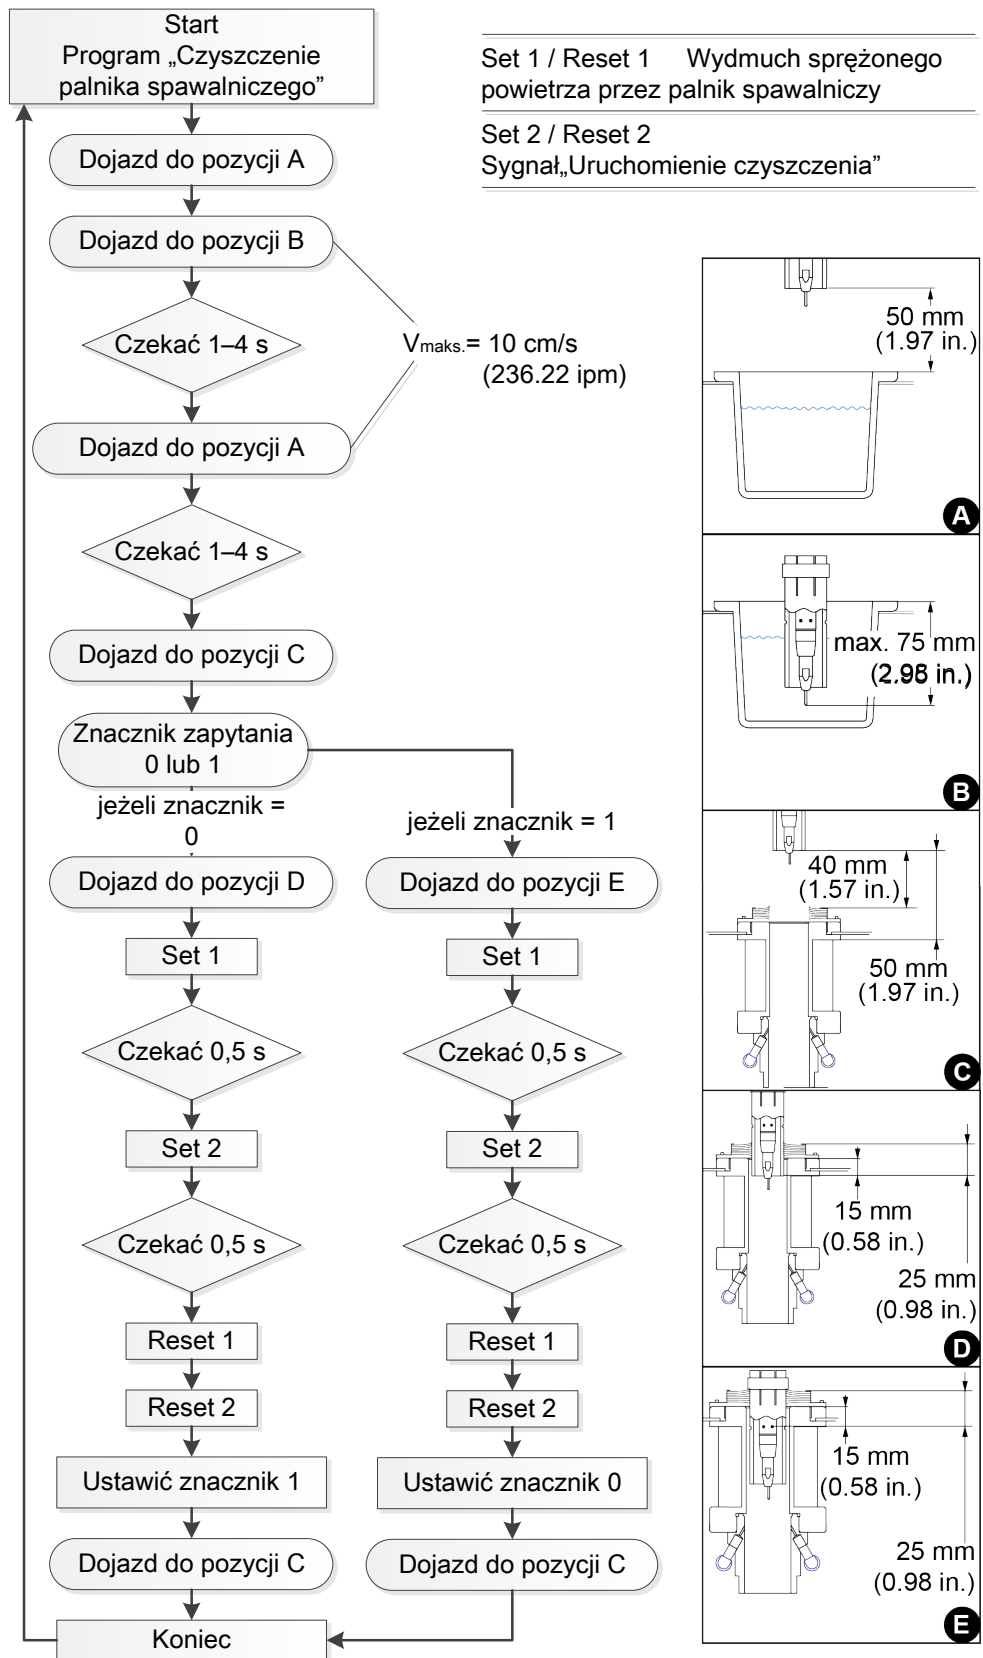 Start
Program „Czyszczenie
palnika spawalniczego”
Set 1 / Reset 1 Wydmuch sprężonego
powietrza przez palnik spawalniczy
Set 2 / Reset 2
Sygnał„Uruchomienie czyszczenia”
Dojazd do pozycji A
Dojazd do pozycji B
Czekać 1–4 s
Vmaks.= 10 cm/s
(236.22 ipm)
Dojazd do pozycji A
Czekać 1–4 s
Dojazd do pozycji C
Znacznik zapytania
0 lub 1
jeżeli znacznik =
0
Dojazd do pozycji D
Set 1
Czekać 0,5 s
Set 2
Czekać 0,5 s
Reset 1
Reset 2
Ustawić znacznik 1
Dojazd do pozycji C
jeżeli znacznik = 1
Dojazd do pozycji E
Set 1
Czekać 0,5 s
Set 2
Czekać 0,5 s
Reset 1
Reset 2
Ustawić znacznik 0
Dojazd do pozycji C
Koniec
50 mm
(1.97 in.)
A
max. 75 mm
(2.98 in.)
B
40 mm
(1.57 in.)
50 mm
(1.97 in.)
C
15 mm
(0.58 in.)
25 mm
(0.98 in.)
D
15 mm
(0.58 in.)
25 mm
(0.98 in.)
E